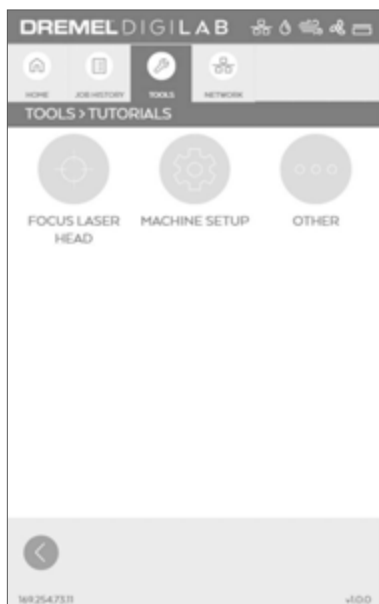 DREMEL DIGILAB
HOME JOB HISTORY TOOLS NETWORK
TOOLS > TUTORIALS
FOCUS LASER MACHINE SETUP OTHER
HEAD
169.254.73.11 v1.0.0